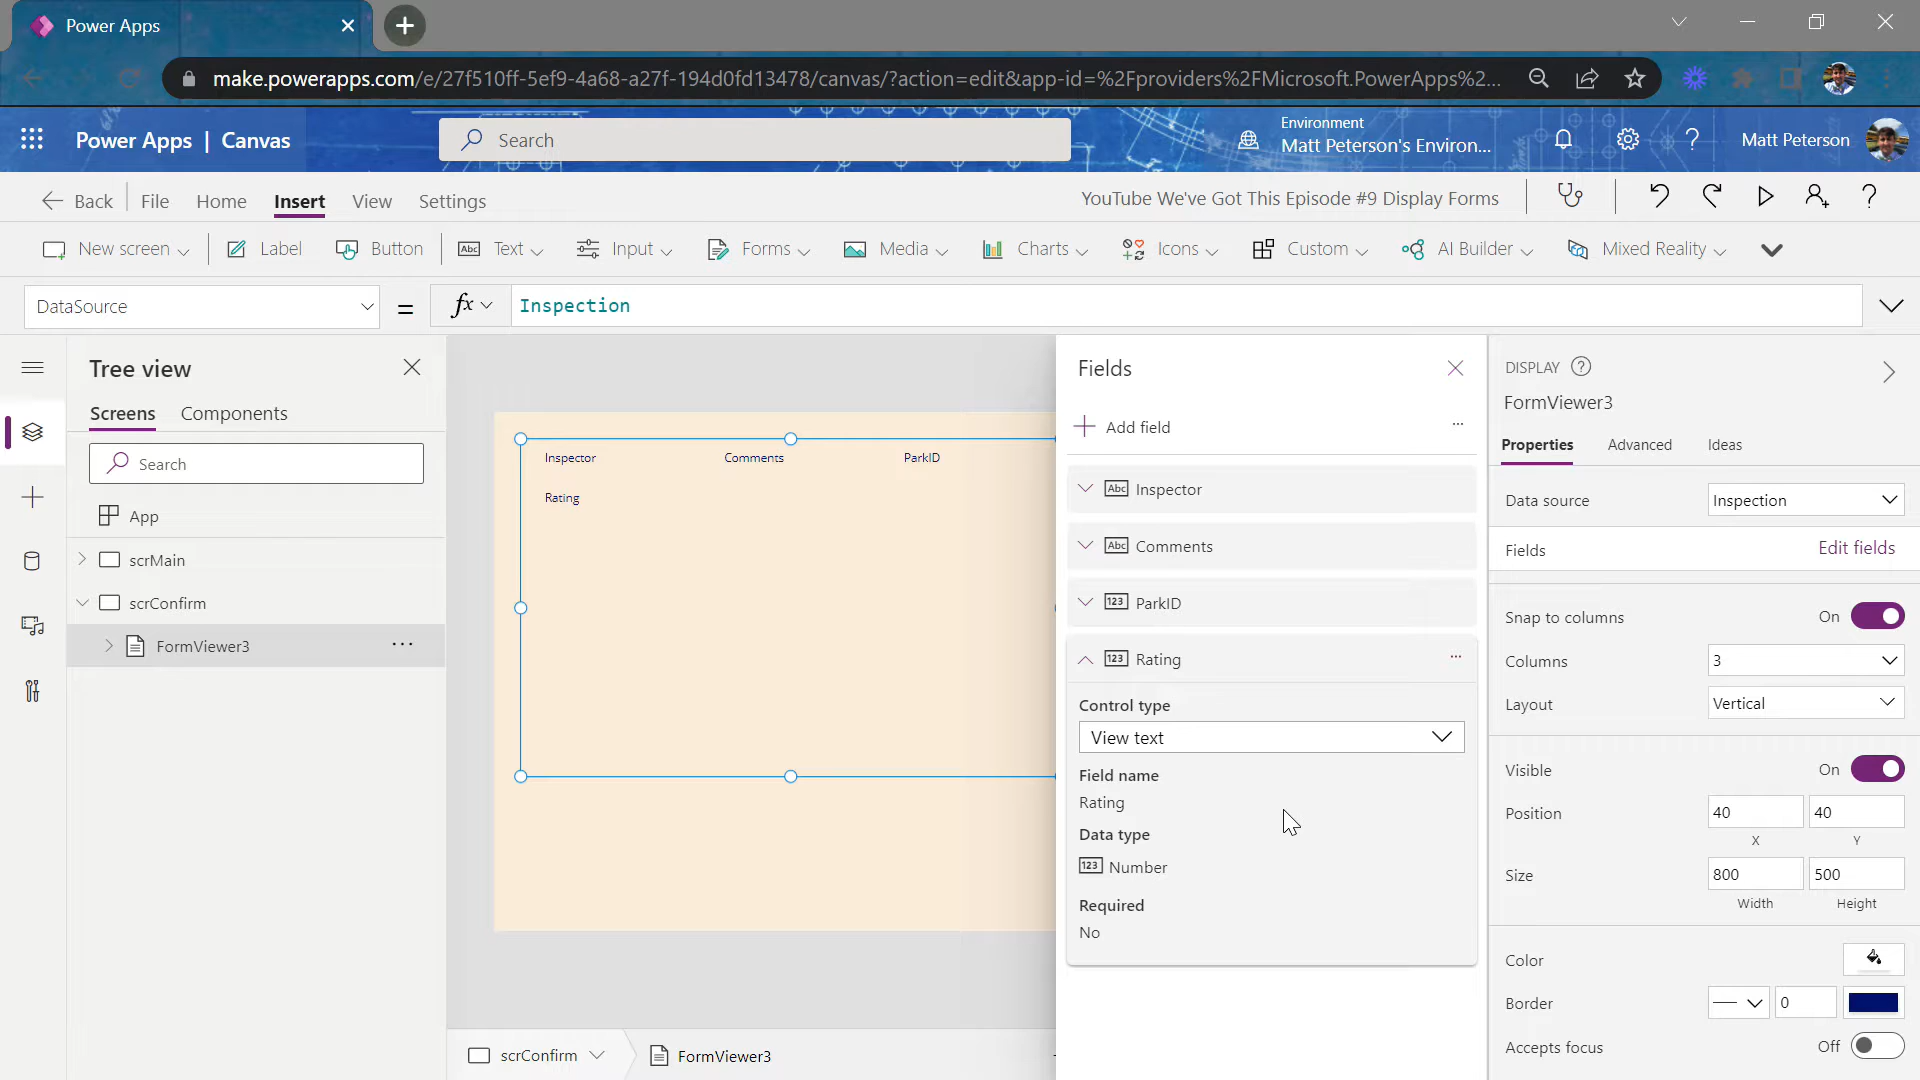 Power Apps
make.powerapps.com/e/27f510ff-5ef9-4a68-a27f-194d0fd13478/canvas/?action=edit&app-id=%2Fproviders%2FMicrosoft.PowerApps%2...
Power Apps | Canvas
Search
Environment
Matt Peterson's Environ...
Matt Peterson
Back File Home Insert View Settings
YouTube We've Got This Episode #9 Display Forms
New screen Label Button Text Input Forms Media Charts Icons Custom AI Builder Mixed Reality
DataSource = fx Inspection
Tree view
Screens Components
Search
App
scrMain
scrConfirm
FormViewer3
Inspector Comments ParkID
Rating
scrConfirm FormViewer3
Fields
Add field
Abc Inspector
Abc Comments
123 ParkID
123 Rating
Control type
View text
Field name
Rating
Data type
123 Number
Required
No
DISPLAY
FormViewer3
Properties Advanced Ideas
Data source Inspection
Fields Edit fields
Snap to columns On
Columns 3
Layout Vertical
Visible On
Position 40 40
X Y
Size 800 500
Width Height
Color
Border 0
Accepts focus Off